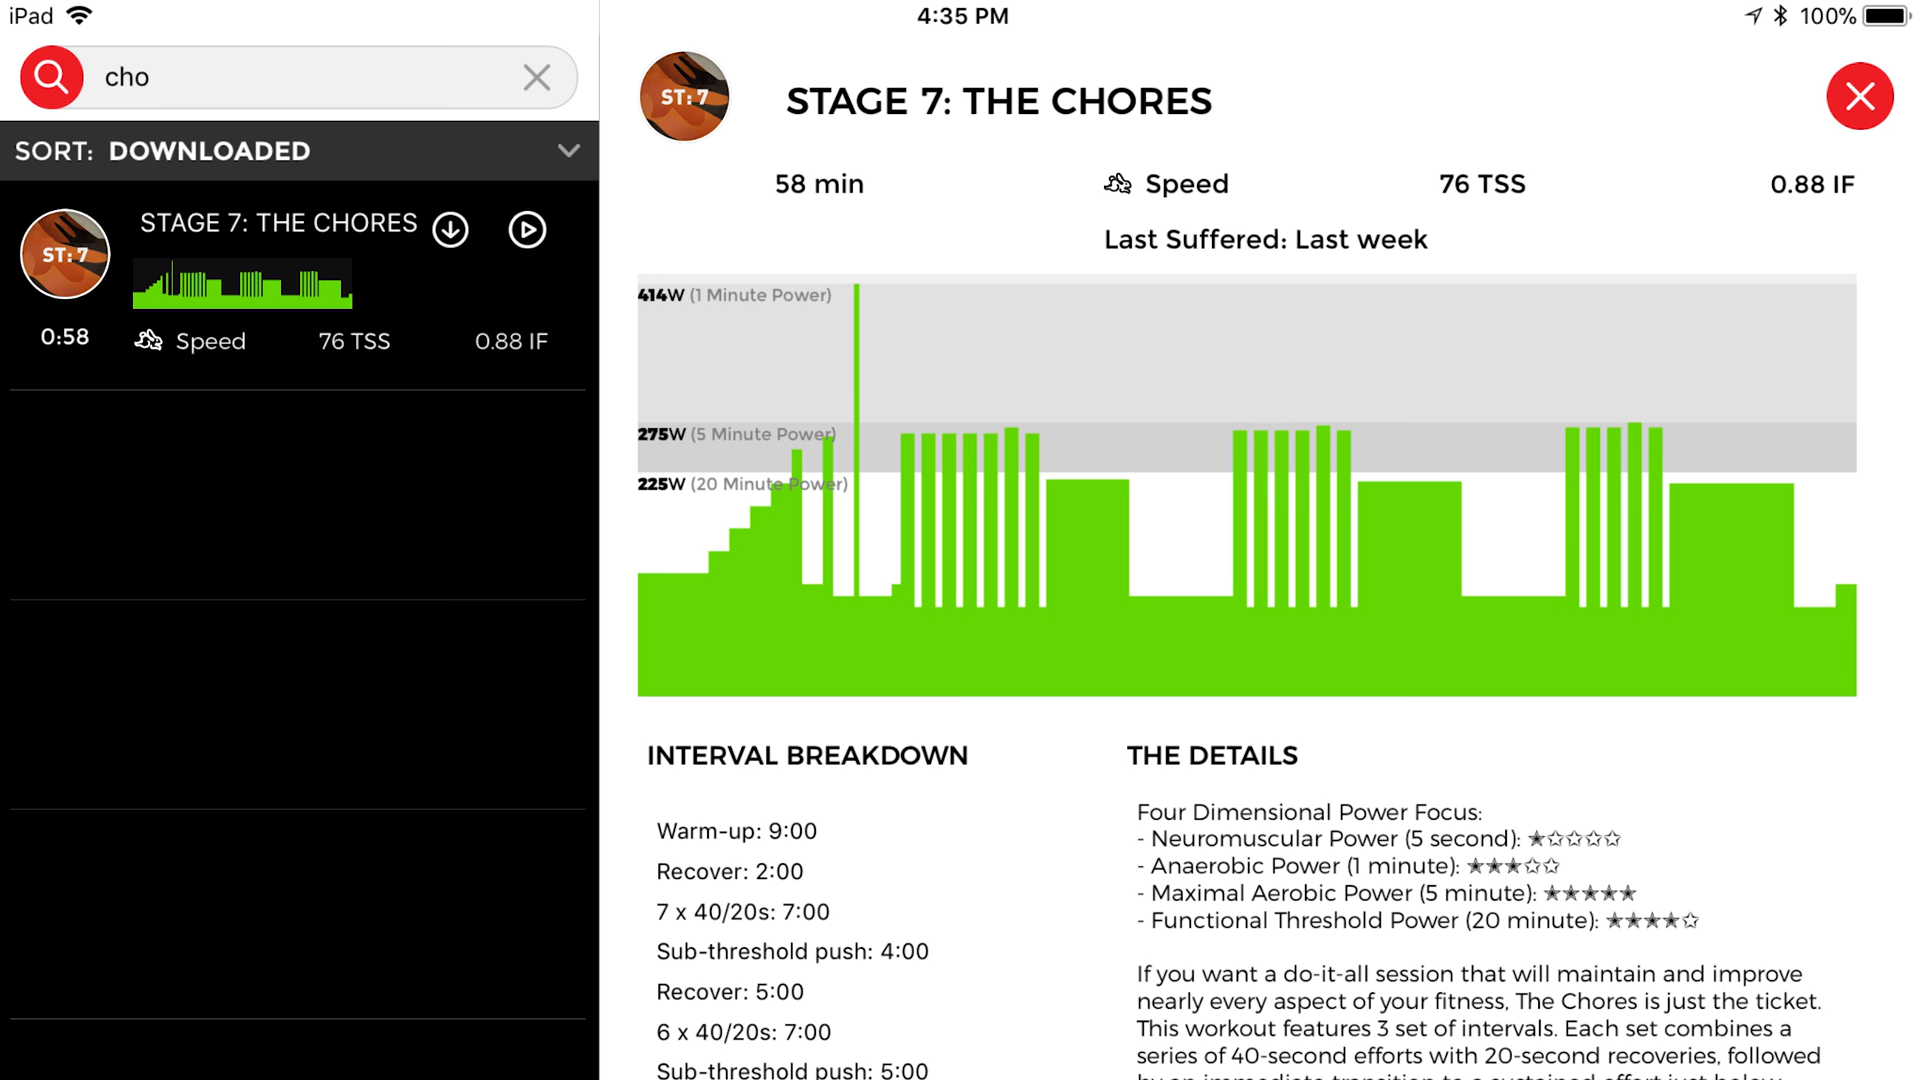 iPad
4:35 PM
100%
cho
SORT: DOWNLOADED
ST: 7
STAGE 7: THE CHORES
0:58
Speed
76 TSS
0.88 IF
ST: 7
STAGE 7: THE CHORES
58 min
Speed
76 TSS
0.88 IF
Last Suffered: Last week
414W (1 Minute Power)
275W (5 Minute Power)
225W (20 Minute Power)
INTERVAL BREAKDOWN
Warm-up: 9:00
Recover: 2:00
7 x 40/20s: 7:00
Sub-threshold push: 4:00
Recover: 5:00
6 x 40/20s: 7:00
Sub-threshold push: 5:00
THE DETAILS
Four Dimensional Power Focus:
- Neuromuscular Power (5 second): ★☆☆☆☆
- Anaerobic Power (1 minute): ★★★☆☆
- Maximal Aerobic Power (5 minute): ★★★★★
- Functional Threshold Power (20 minute): ★★★★☆
If you want a do-it-all session that will maintain and improve
nearly every aspect of your fitness, The Chores is just the ticket.
This workout features 3 set of intervals. Each set combines a
series of 40-second efforts with 20-second recoveries, followed